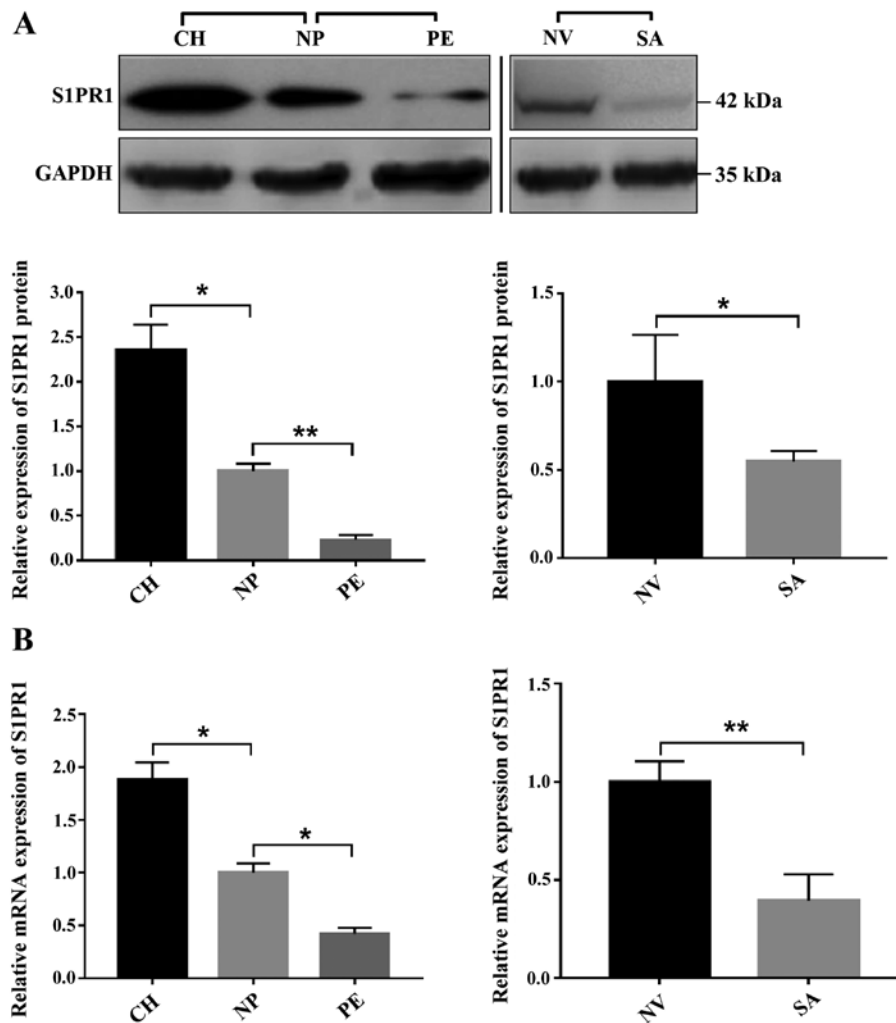 A
CH NP PE NV SA
S1PR1 42 kDa
GAPDH 35 kDa
Relative expression of S1PR1 protein
3.0
2.5
2.0
1.5
1.0
0.5
0.0
*
**
CH NP PE
Relative expression of S1PR1 protein
1.5
1.0
0.5
0.0
*
NV SA
B
Relative mRNA expression of S1PR1
2.5
2.0
1.5
1.0
0.5
0.0
*
*
CH NP PE
Relative mRNA expression of S1PR1
1.5
1.0
0.5
0.0
**
NV SA